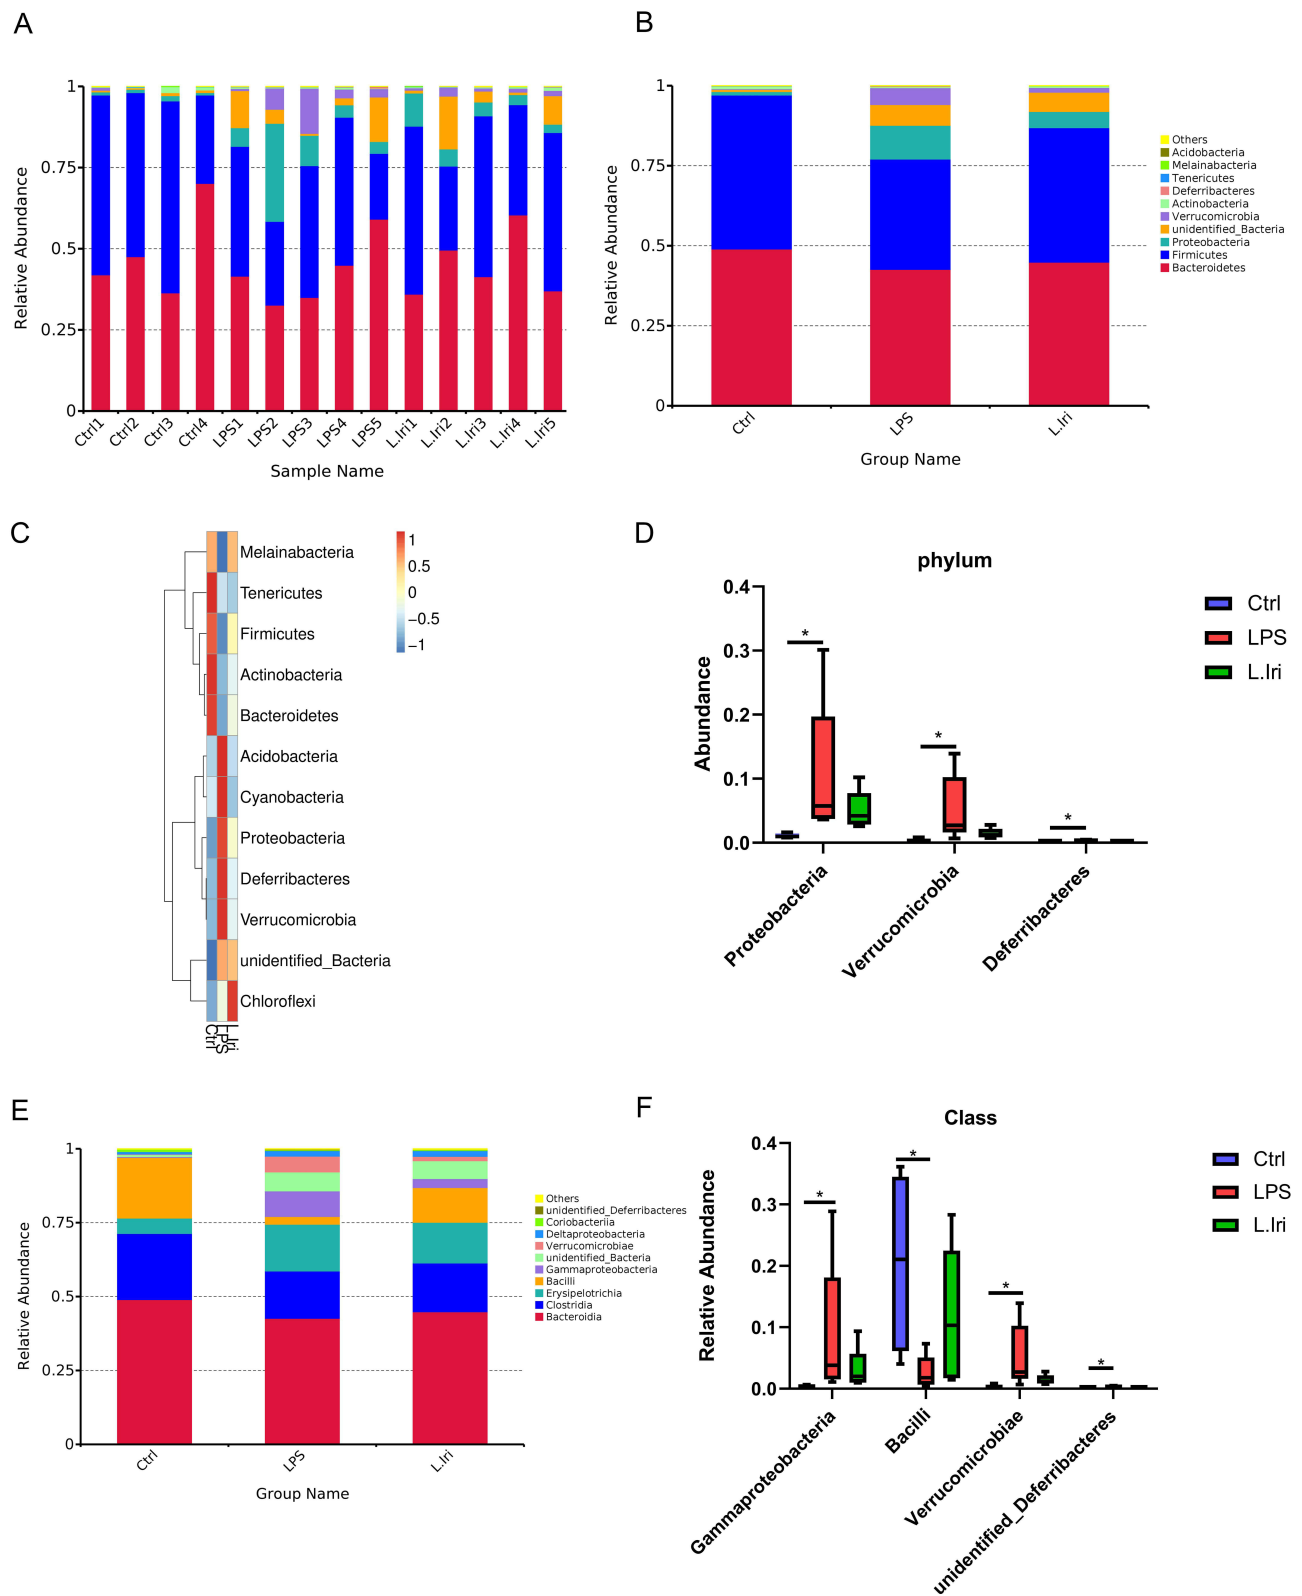 A
Relative Abundance
1
0.75
0.5
0.25
0
Ctrl1
Ctrl2
Ctrl3
Ctrl4
LPS1
LPS2
LPS3
LPS4
LPS5
L.Iri1
L.Iri2
L.Iri3
L.Iri4
L.Iri5
Sample Name
B
Relative Abundance
1
0.75
0.5
0.25
0
Ctrl
LPS
L.Iri
Group Name
Others
Acidobacteria
Melainabacteria
Tenericutes
Deferribacteres
Actinobacteria
Verrucomicrobia
unidentified_Bacteria
Proteobacteria
Firmicutes
Bacteroidetes
C
Melainabacteria
Tenericutes
Firmicutes
Actinobacteria
Bacteroidetes
Acidobacteria
Cyanobacteria
Proteobacteria
Deferribacteres
Verrucomicrobia
unidentified_Bacteria
Chloroflexi
Ctrl
LPS
L.Iri
1
0.5
0
−0.5
−1
D
phylum
Abundance
0.4
0.3
0.2
0.1
0.0
*
*
*
Proteobacteria
Verrucomicrobia
Deferribacteres
Ctrl
LPS
L.Iri
E
Relative Abundance
1
0.75
0.5
0.25
0
Ctrl
LPS
L.Iri
Group Name
Others
unidentified_Deferribacteres
Coriobacteriia
Deltaproteobacteria
Verrucomicrobiae
unidentified_Bacteria
Gammaproteobacteria
Bacilli
Erysipelotrichia
Clostridia
Bacteroidia
F
Class
Relative Abundance
0.4
0.3
0.2
0.1
0.0
*
*
*
*
Gammaproteobacteria
Bacilli
Verrucomicrobiae
unidentified_Deferribacteres
Ctrl
LPS
L.Iri